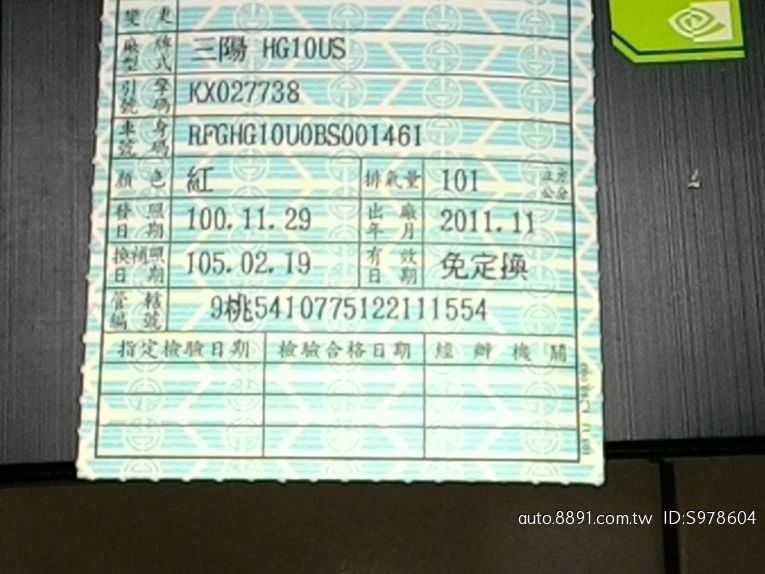 變更
廠牌型式 三陽 HG10US
引擎號碼 KX027738
車身號碼 RFGHG10U0BS001461
顏色 紅 排氣量 101 立方公分
發照日期 100.11.29 出廠年月 2011.11
換補照日期 105.02.19 有效日期 免定換
管轄編號 9桃5410775122111554
指定檢驗日期 檢驗合格日期 經辦機關
auto.8891.com.tw ID:S978604